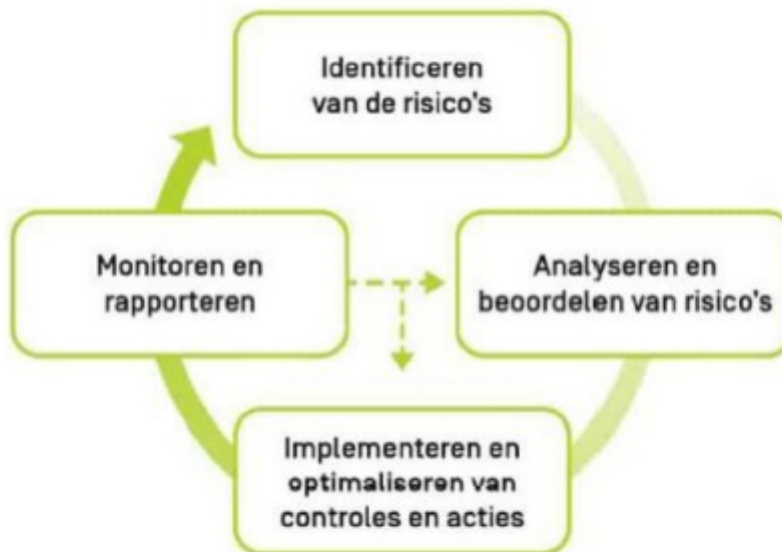 Identificeren
van de risico's
Monitoren en
rapporteren
Analyseren en
beoordelen van risico's
Implementeren en
optimaliseren van
controles en acties